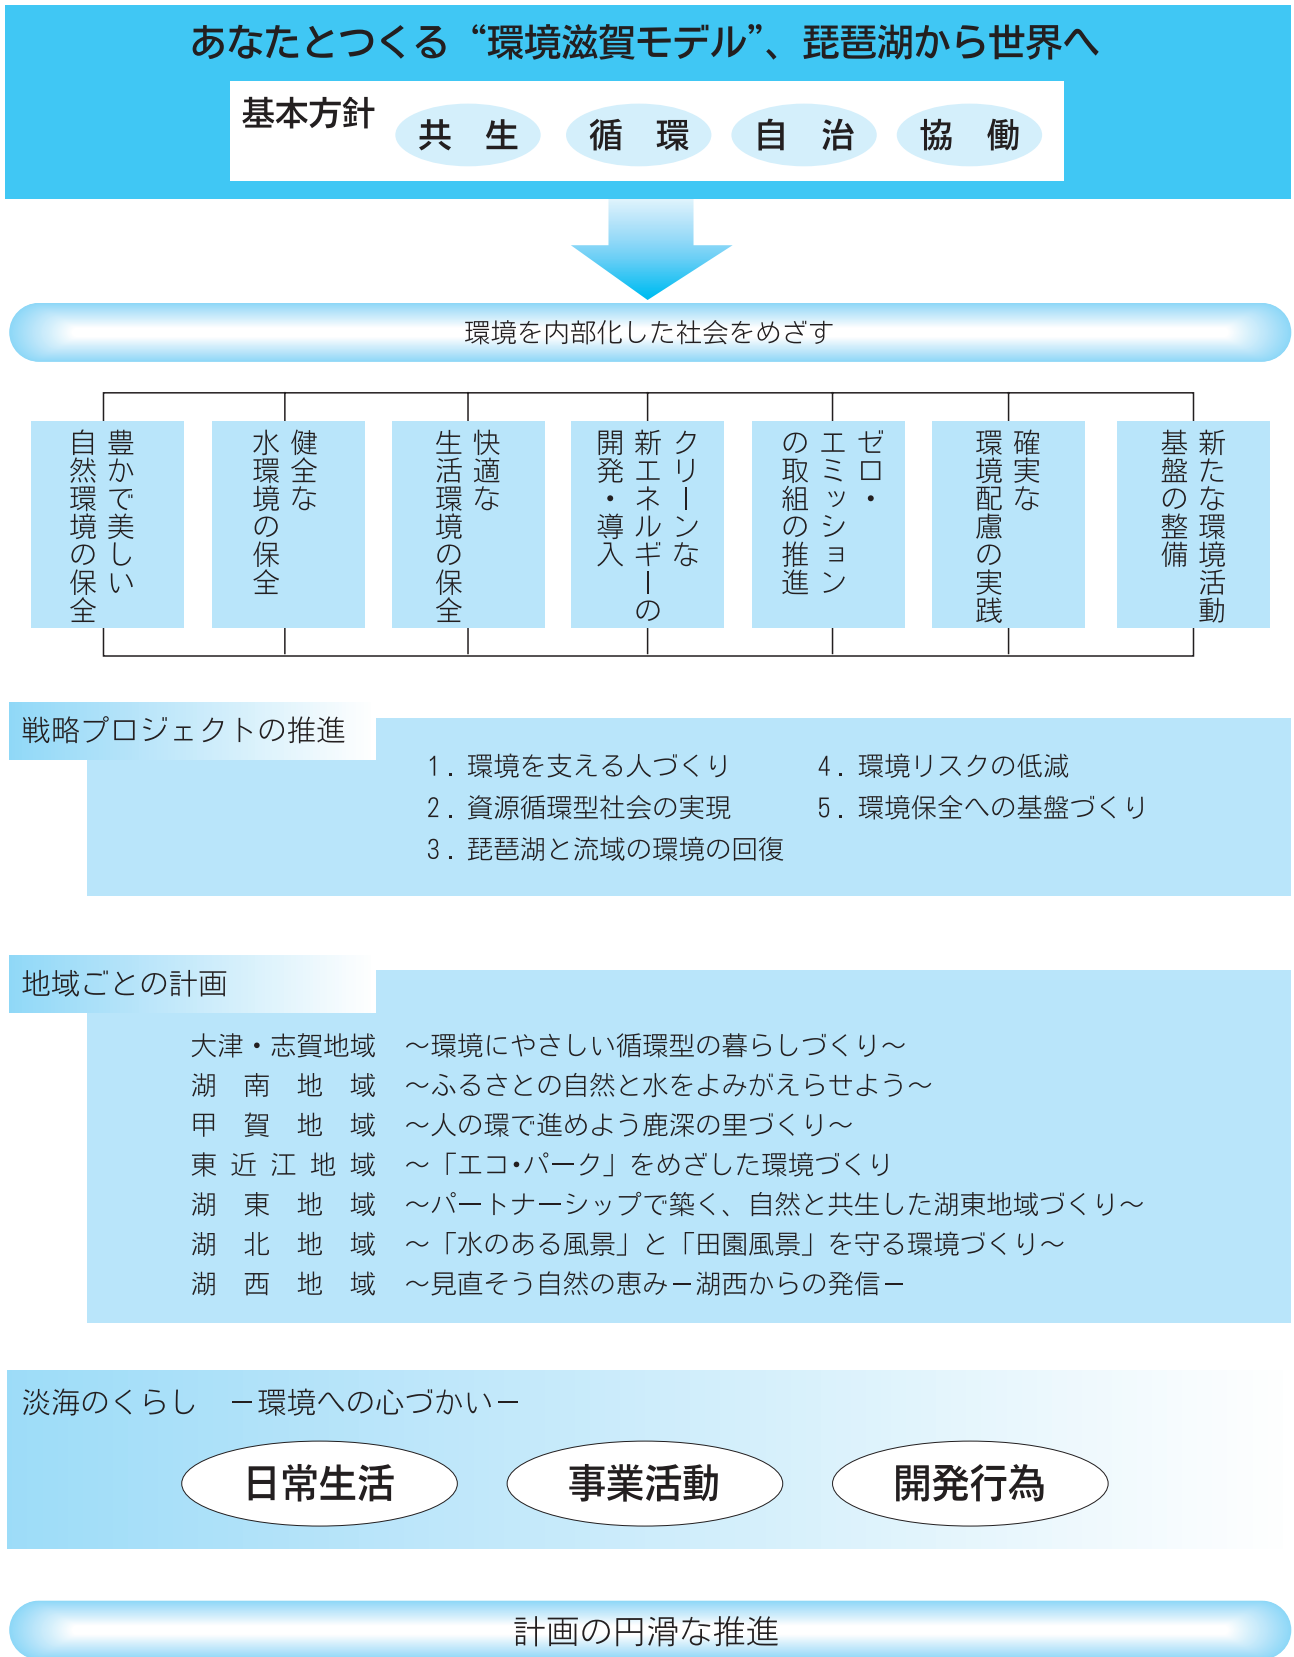 あなたとつくる“環境滋賀モデル”、琵琶湖から世界へ
基本方針
共 生
循 環
自 治
協 働
環境を内部化した社会をめざす
豊かで美しい
自然環境の保全
健全な
水環境の保全
快適な
生活環境の保全
クリーンな
新エネルギーの
開発・導入
ゼロ・
エミッション
の取組の推進
確実な
環境配慮の実践
新たな環境活動
基盤の整備
戦略プロジェクトの推進
1. 環境を支える人づくり
2. 資源循環型社会の実現
3. 琵琶湖と流域の環境の回復
4. 環境リスクの低減
5. 環境保全への基盤づくり
地域ごとの計画
大津・志賀地域 ～環境にやさしい循環型の暮らしづくり～
湖南地域 ～ふるさとの自然と水をよみがえらせよう～
甲賀地域 ～人の環で進めよう鹿深の里づくり～
東近江地域 ～「エコ・パーク」をめざした環境づくり
湖東地域 ～パートナーシップで築く、自然と共生した湖東地域づくり～
湖北地域 ～「水のある風景」と「田園風景」を守る環境づくり～
湖西地域 ～見直そう自然の恵み－湖西からの発信－
淡海のくらし －環境への心づかい－
日常生活
事業活動
開発行為
計画の円滑な推進